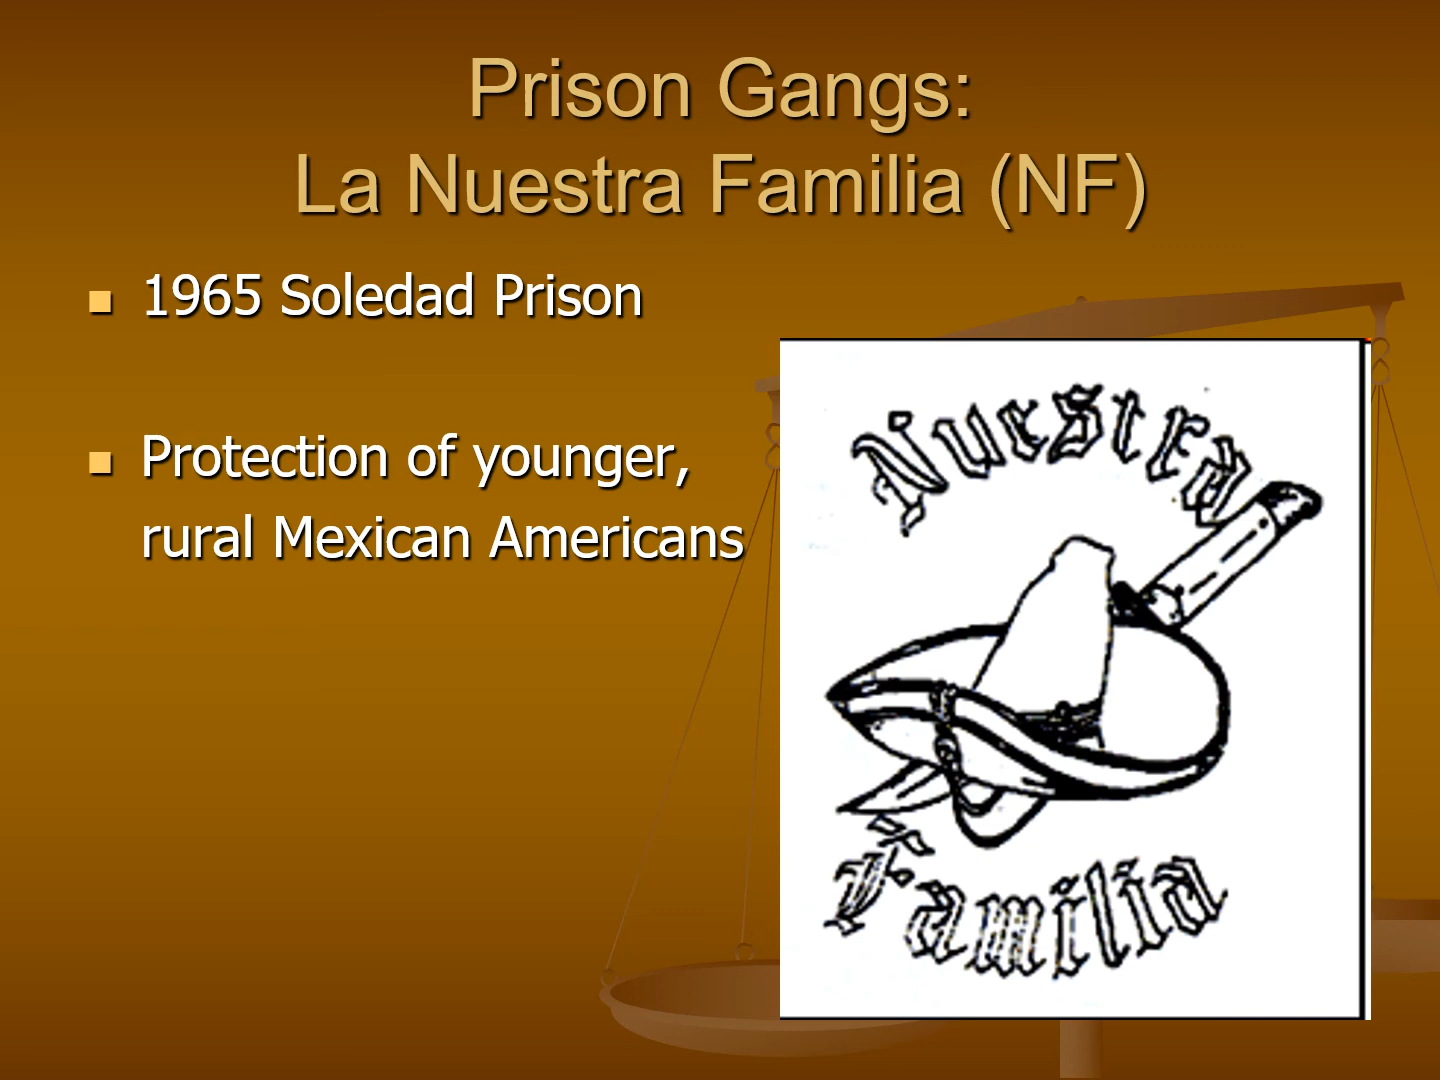 Prison Gangs:
La Nuestra Familia (NF)
1965 Soledad Prison
Protection of younger,
rural Mexican Americans
Nuestra
Familia